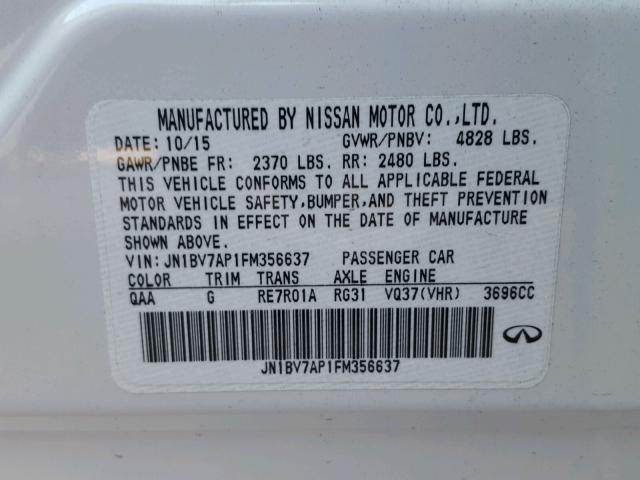 MANUFACTURED BY NISSAN MOTOR CO.,LTD.
DATE: 10/15 GVWR/PNBV: 4828 LBS.
GAWR/PNBE FR: 2370 LBS. RR: 2480 LBS.
THIS VEHICLE CONFORMS TO ALL APPLICABLE FEDERAL
MOTOR VEHICLE SAFETY,BUMPER,AND THEFT PREVENTION
STANDARDS IN EFFECT ON THE DATE OF MANUFACTURE
SHOWN ABOVE.
VIN: JN1BV7AP1FM356637 PASSENGER CAR
COLOR TRIM TRANS AXLE ENGINE
QAA G RE7R01A RG31 VQ37(VHR) 3696CC
JN1BV7AP1FM356637